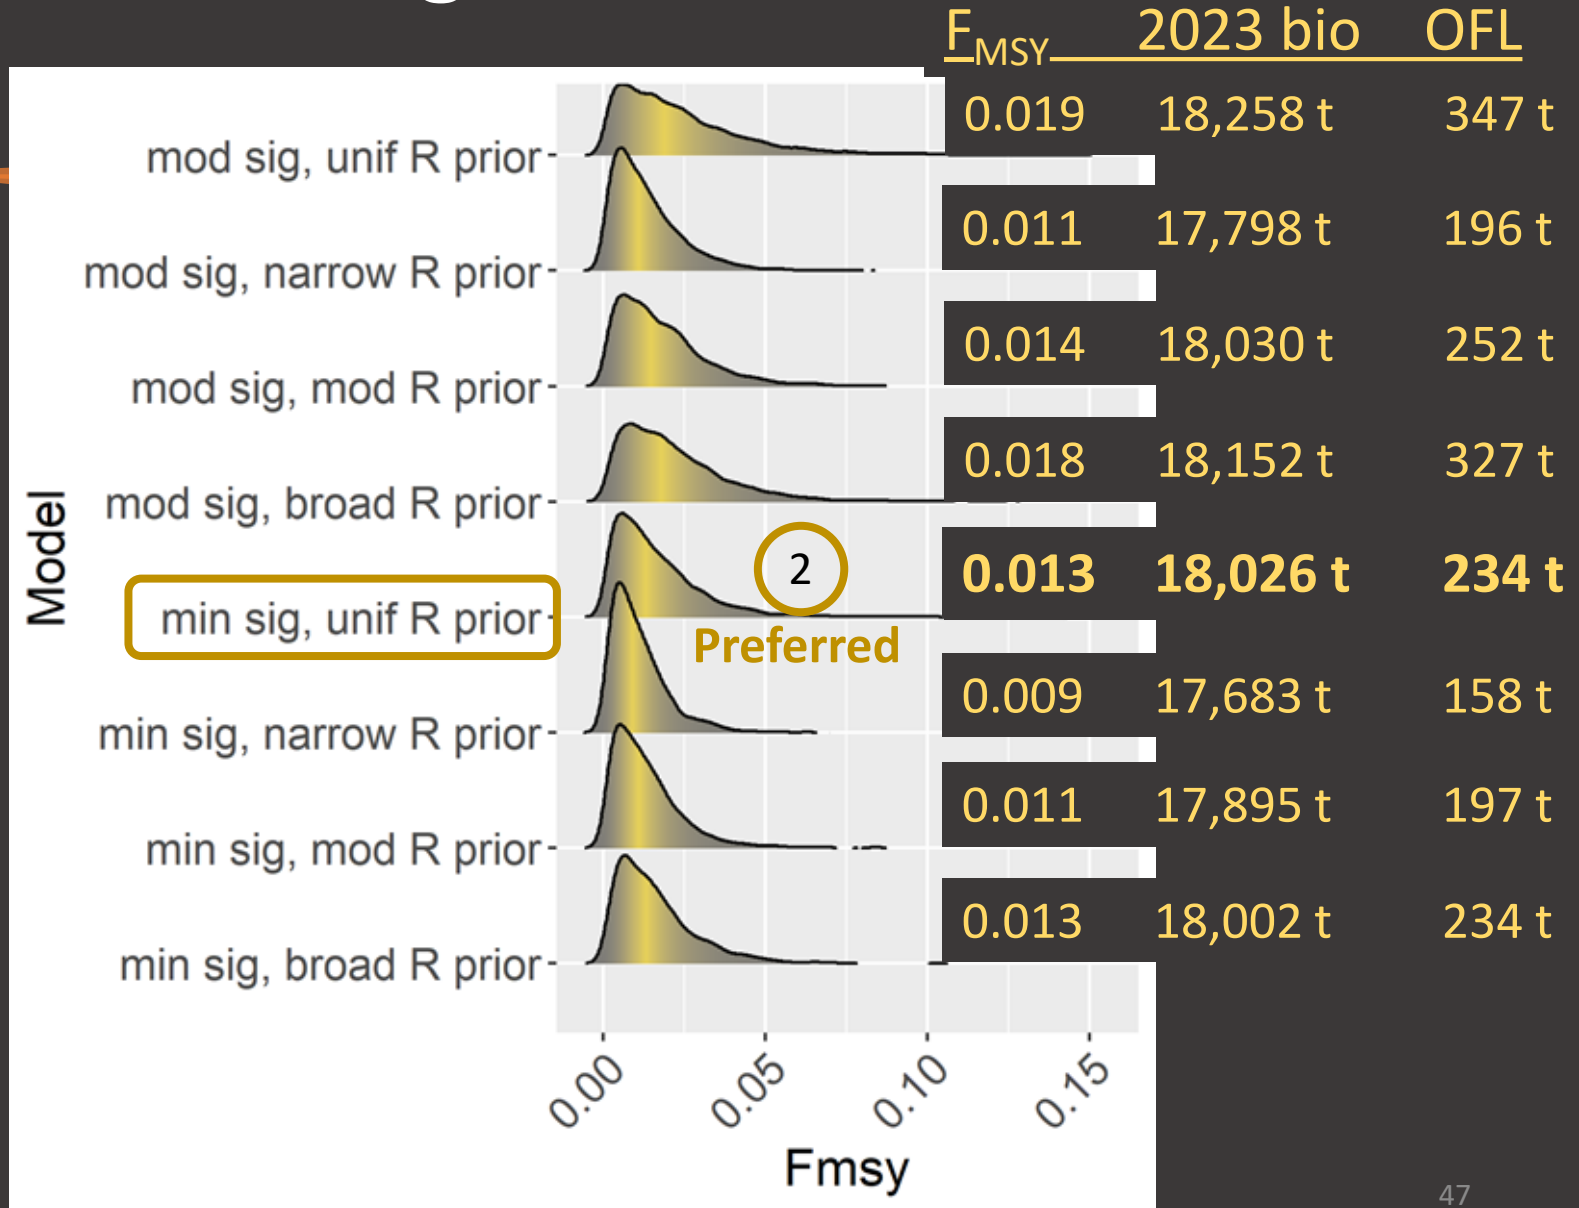 F_MSY 2023 bio OFL
mod sig, unif R prior 0.019 18,258 t 347 t
mod sig, narrow R prior 0.011 17,798 t 196 t
mod sig, mod R prior 0.014 18,030 t 252 t
mod sig, broad R prior 0.018 18,152 t 327 t
min sig, unif R prior 2 0.013 18,026 t 234 t
Preferred
min sig, narrow R prior 0.009 17,683 t 158 t
min sig, mod R prior 0.011 17,895 t 197 t
min sig, broad R prior 0.013 18,002 t 234 t
Model
0.00 0.05 0.10 0.15
Fmsy
47